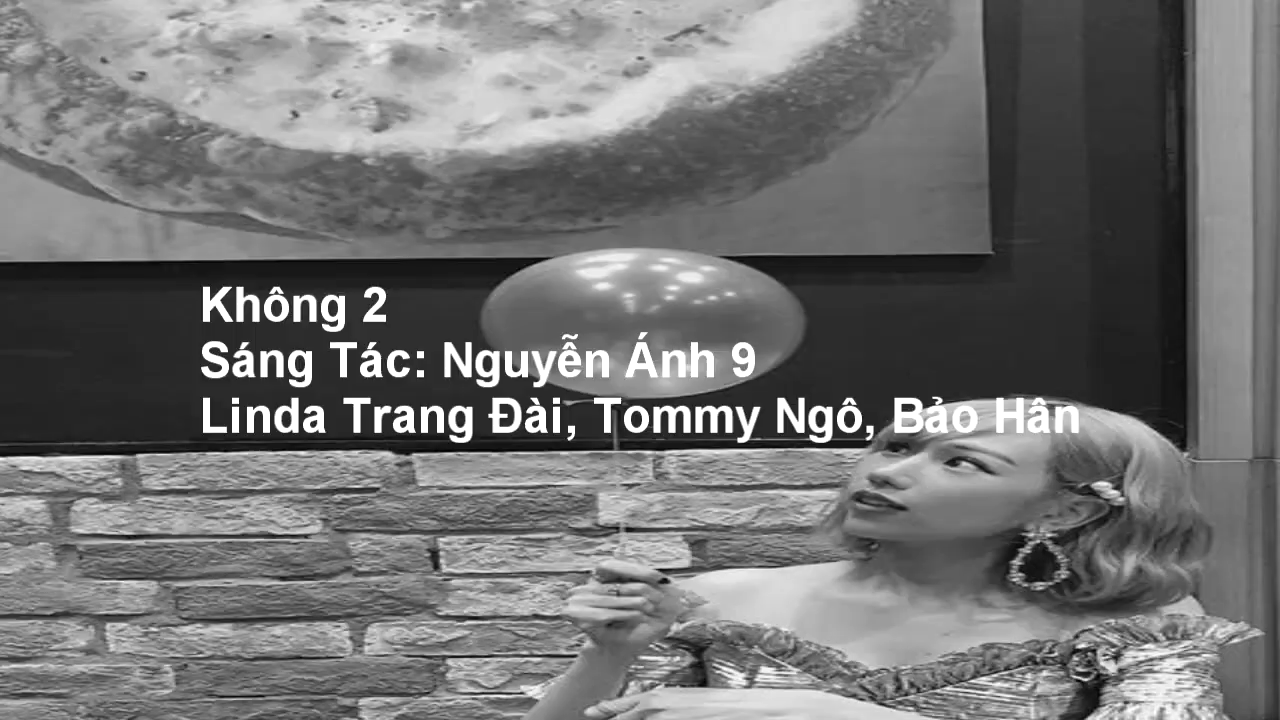 Không 2
Sáng Tác: Nguyễn Ánh 9
Linda Trang Đài, Tommy Ngô, Bảo Hân